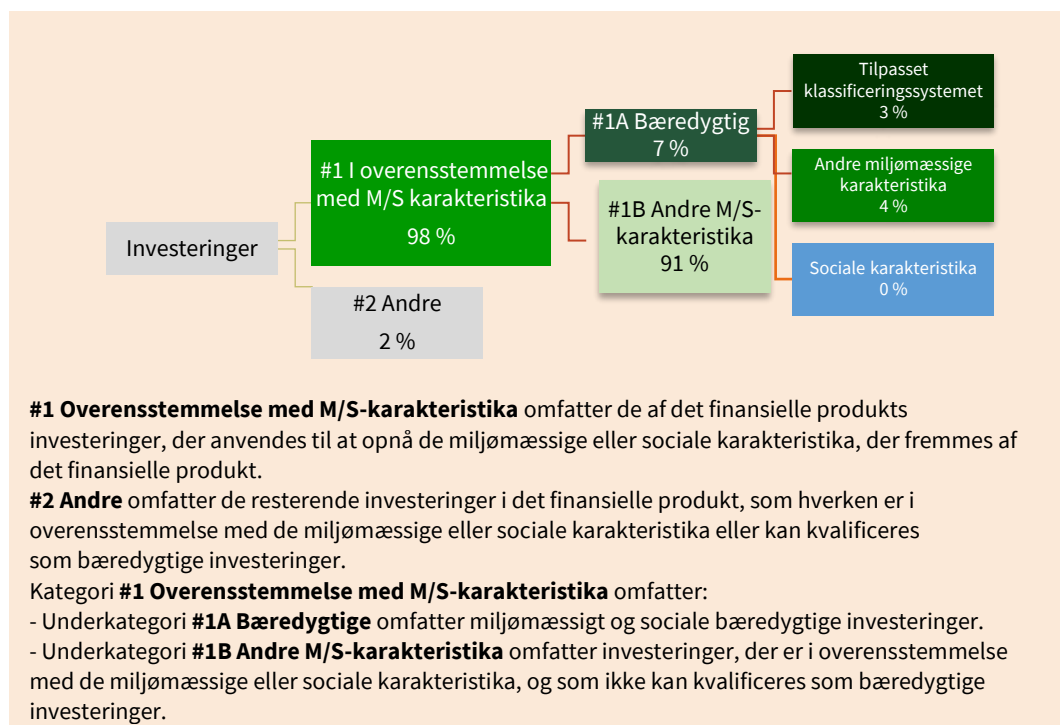 Investeringer
#1 I overensstemmelse
med M/S karakteristika
98 %
#2 Andre
2 %
#1A Bæredygtig
7 %
#1B Andre M/S-
karakteristika
91 %
Tilpasset
klassificeringssystemet
3 %
Andre miljømæssige
karakteristika
4 %
Sociale karakteristika
0 %
#1 Overensstemmelse med M/S-karakteristika omfatter de af det finansielle produkts
investeringer, der anvendes til at opnå de miljømæssige eller sociale karakteristika, der fremmes af
det finansielle produkt.
#2 Andre omfatter de resterende investeringer i det finansielle produkt, som hverken er i
overensstemmelse med de miljømæssige eller sociale karakteristika eller kan kvalificeres
som bæredygtige investeringer.
Kategori #1 Overensstemmelse med M/S-karakteristika omfatter:
- Underkategori #1A Bæredygtige omfatter miljømæssigt og sociale bæredygtige investeringer.
- Underkategori #1B Andre M/S-karakteristika omfatter investeringer, der er i overensstemmelse
med de miljømæssige eller sociale karakteristika, og som ikke kan kvalificeres som bæredygtige
investeringer.